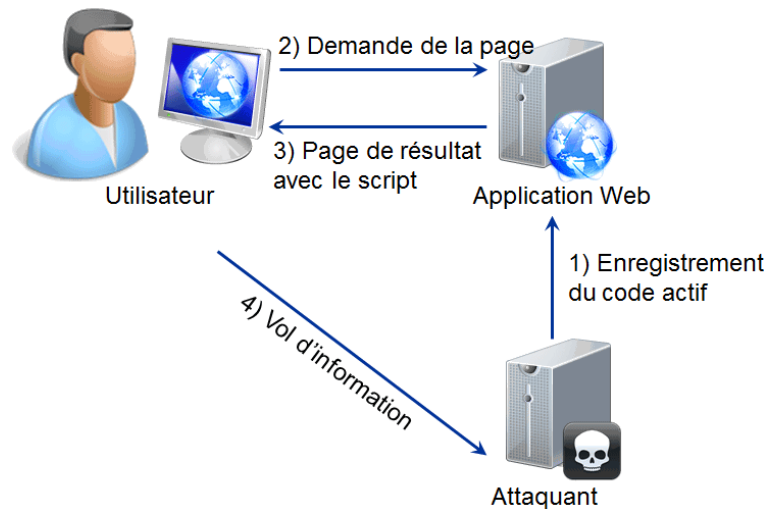 2) Demande de la page
3) Page de résultat
avec le script
Utilisateur
Application Web
1) Enregistrement
du code actif
4) Vol d'information
Attaquant